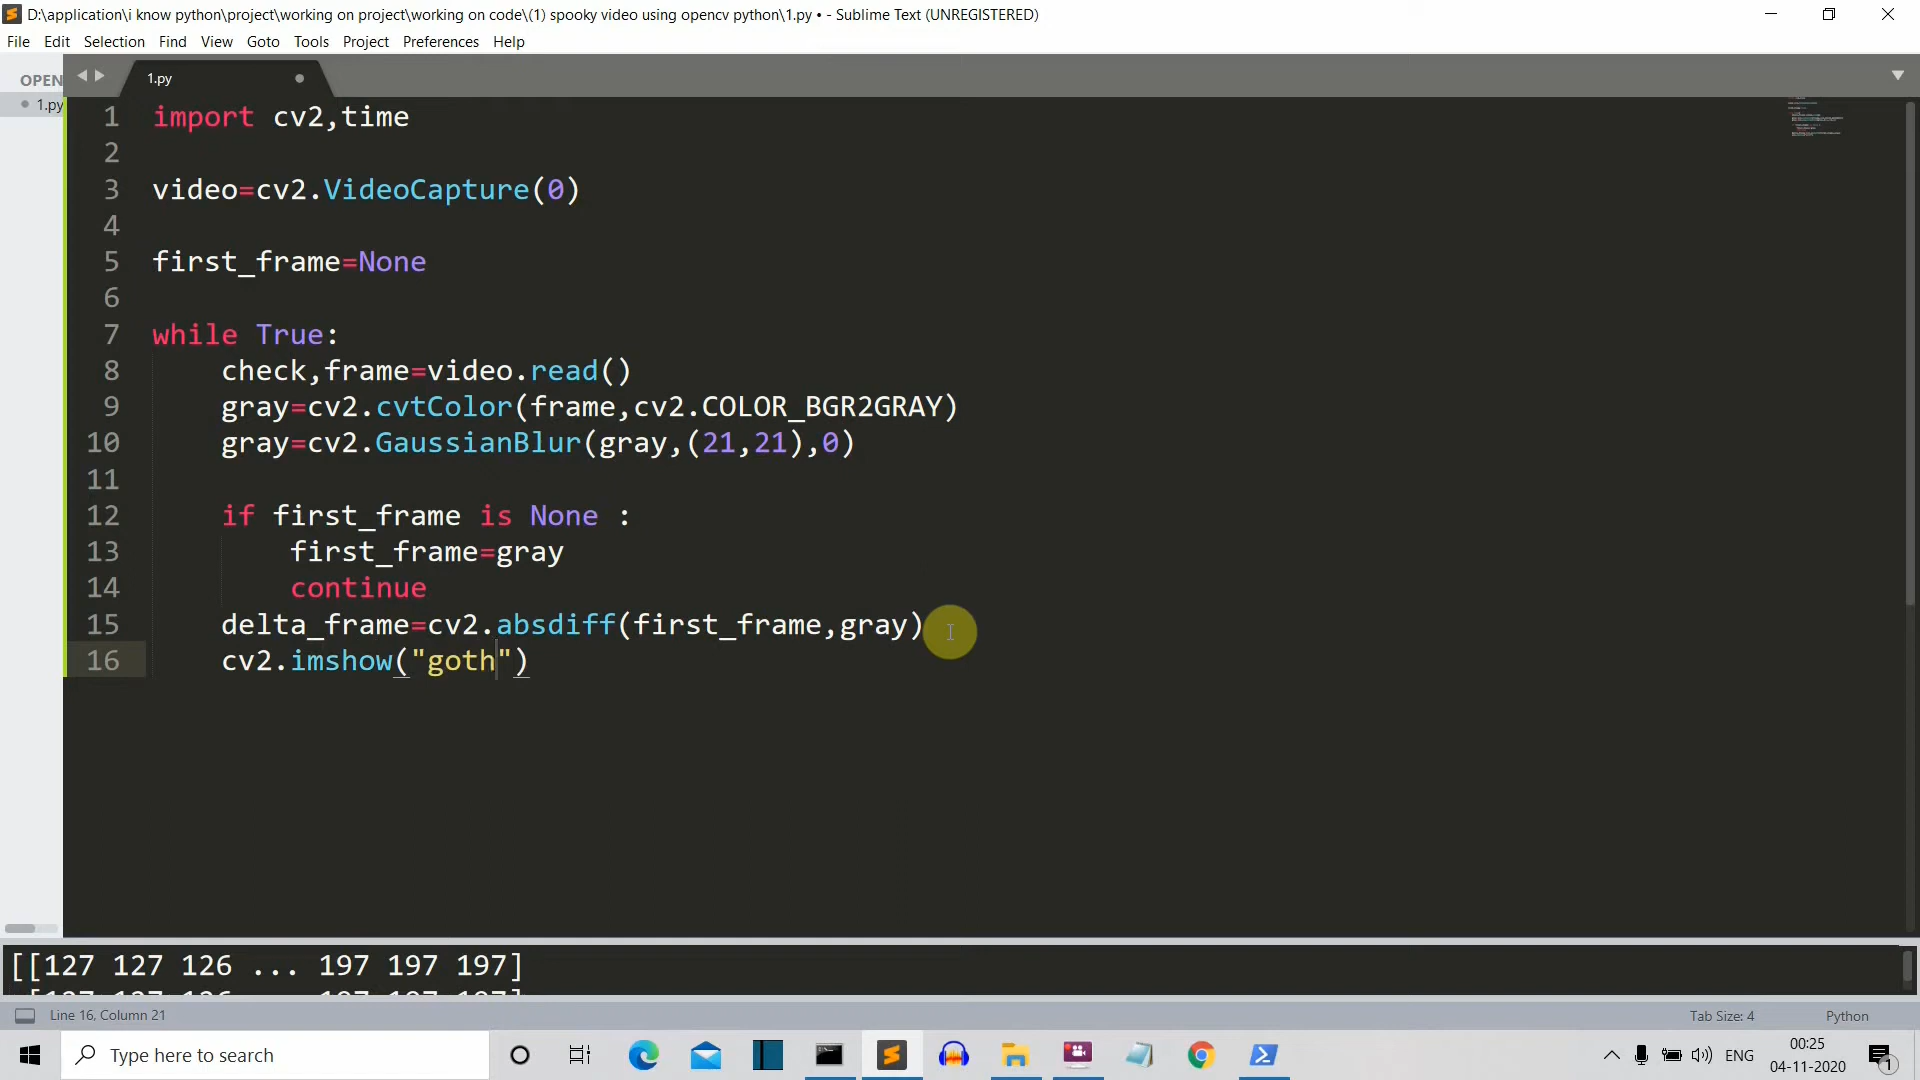 D:\application\i know python\project\working on project\working on code\(1) spooky video using opencv python\1.py • - Sublime Text (UNREGISTERED)
File Edit Selection Find View Goto Tools Project Preferences Help
OPEN
1.py
1.py
1 import cv2,time
2
3 video=cv2.VideoCapture(0)
4
5 first_frame=None
6
7 while True:
8 check,frame=video.read()
9 gray=cv2.cvtColor(frame,cv2.COLOR_BGR2GRAY)
10 gray=cv2.GaussianBlur(gray,(21,21),0)
11
12 if first_frame is None :
13 first_frame=gray
14 continue
15 delta_frame=cv2.absdiff(first_frame,gray)
16 cv2.imshow("goth")
[[127 127 126 ... 197 197 197]
Line 16, Column 21
Tab Size: 4
Python
Type here to search
ENG
00:25
04-11-2020
1